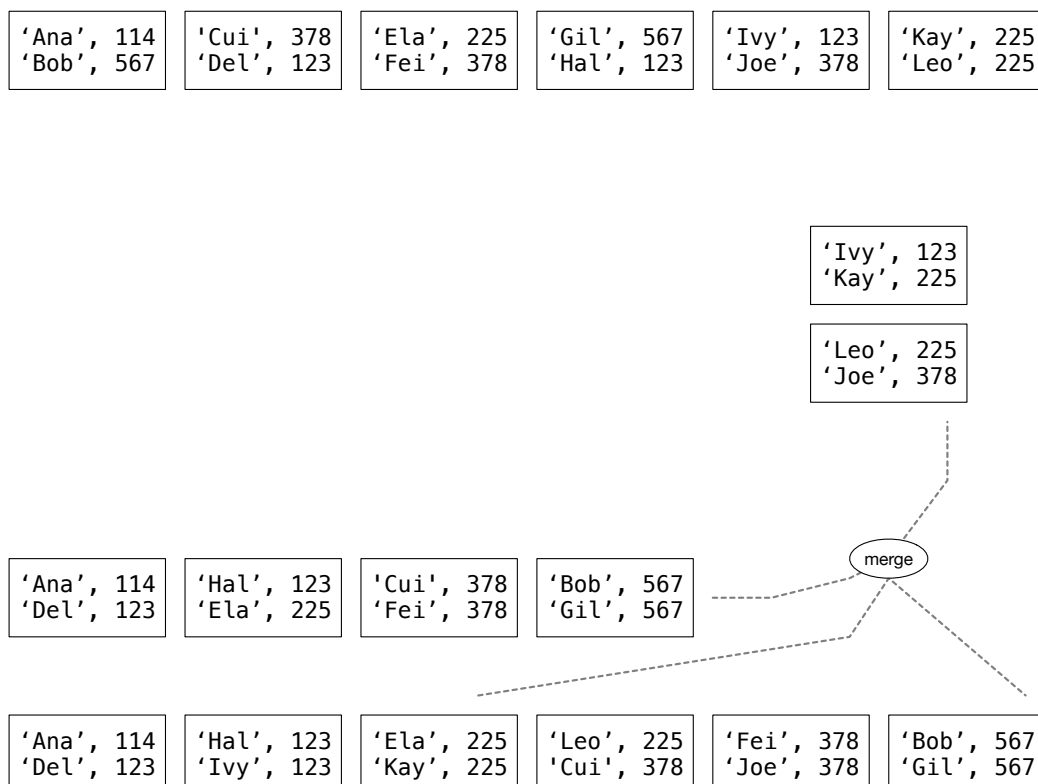 ‘Ana’, 114
‘Bob’, 567
'Cui', 378
‘Del’, 123
‘Ela’, 225
‘Fei’, 378
‘Gil’, 567
‘Hal’, 123
‘Ivy’, 123
‘Joe’, 378
‘Kay’, 225
‘Leo’, 225
‘Ivy’, 123
‘Kay’, 225
‘Leo’, 225
‘Joe’, 378
merge
‘Ana’, 114
‘Del’, 123
‘Hal’, 123
‘Ela’, 225
'Cui', 378
‘Fei’, 378
‘Bob’, 567
‘Gil’, 567
‘Ana’, 114
‘Del’, 123
‘Hal’, 123
‘Ivy’, 123
‘Ela’, 225
‘Kay’, 225
‘Leo’, 225
'Cui', 378
‘Fei’, 378
‘Joe’, 378
‘Bob’, 567
‘Gil’, 567